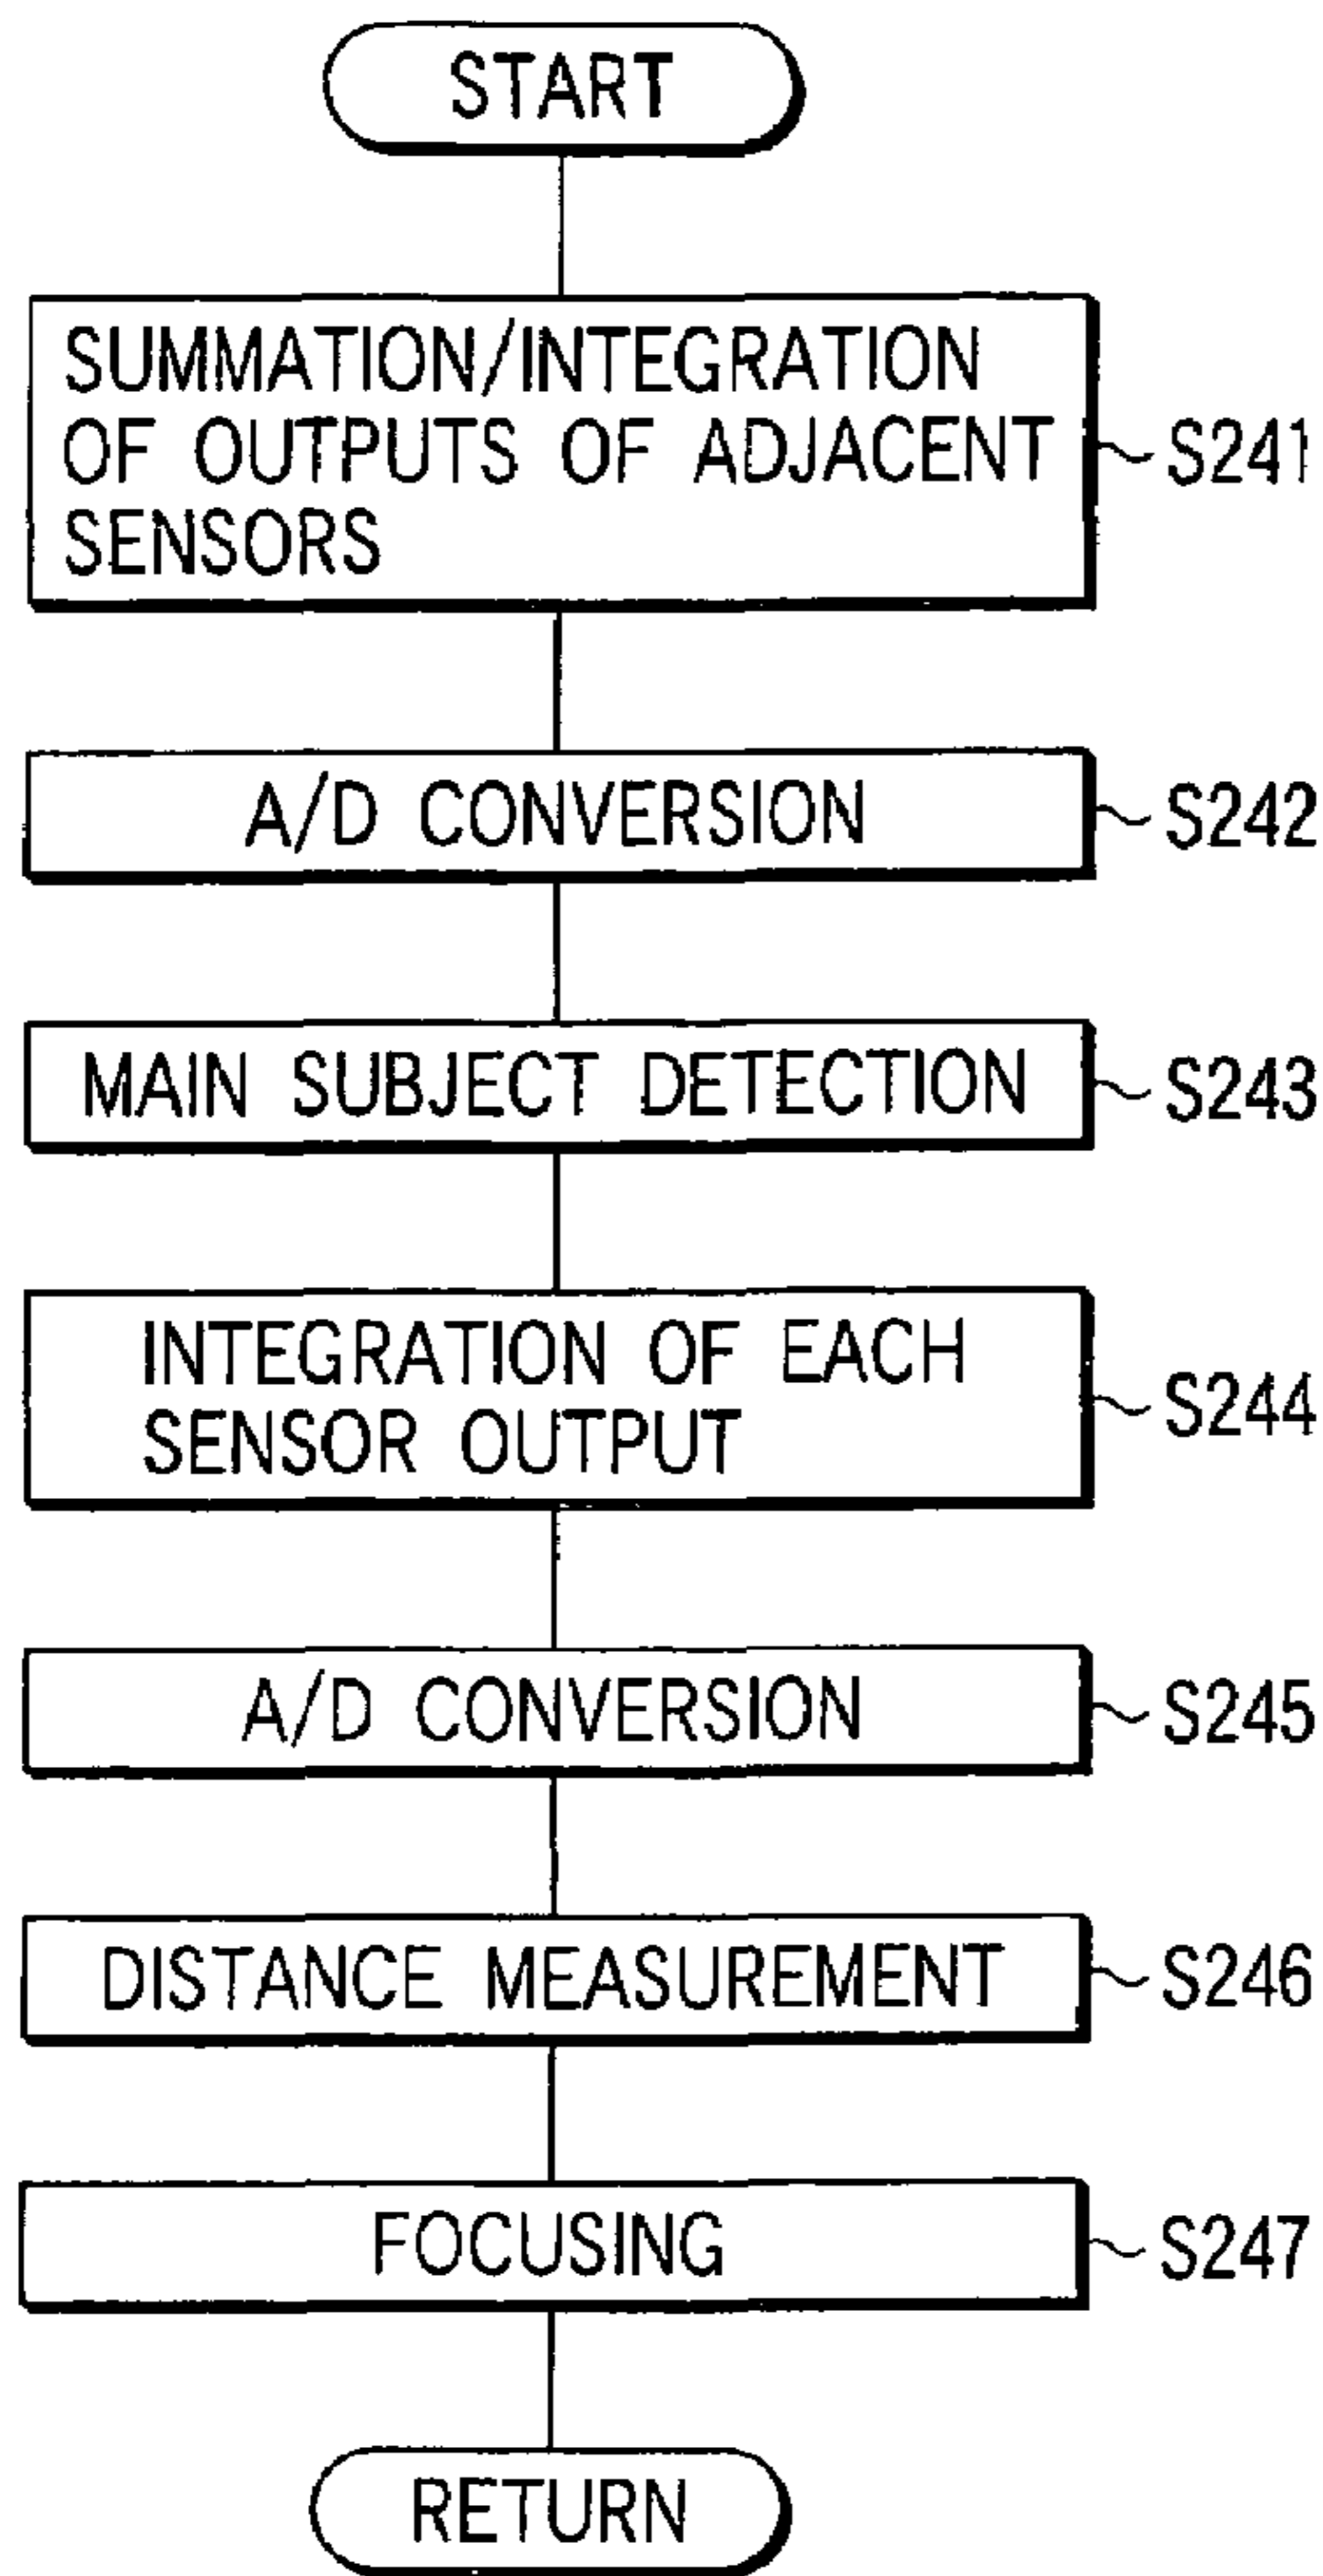 START
SUMMATION/INTEGRATION
OF OUTPUTS OF ADJACENT
SENSORS
S241
A/D CONVERSION
S242
MAIN SUBJECT DETECTION
S243
INTEGRATION OF EACH
SENSOR OUTPUT
S244
A/D CONVERSION
S245
DISTANCE MEASUREMENT
S246
FOCUSING
S247
RETURN